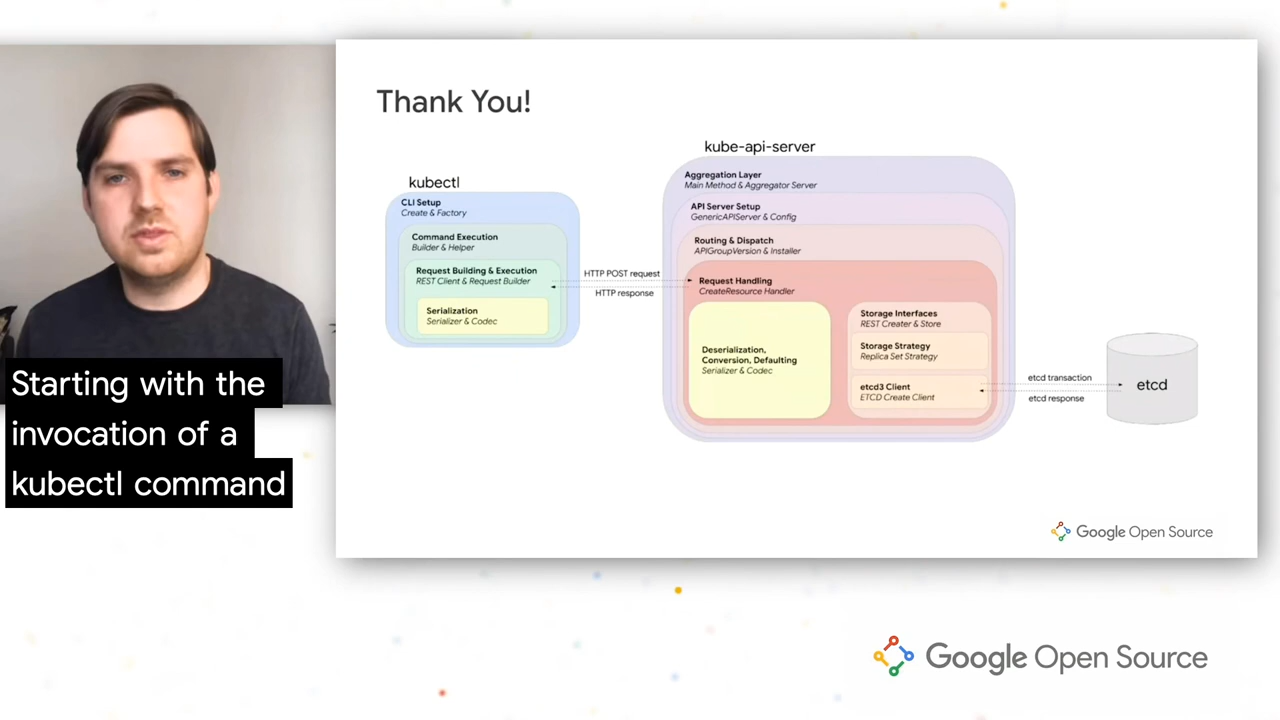 Thank You!
kubectl
CLI Setup
Create & Factory
Command Execution
Builder & Helper
Request Building & Execution
REST Client & Request Builder
Serialization
Serializer & Codec
HTTP POST request
HTTP response
kube-api-server
Aggregation Layer
Main Method & Aggregator Server
API Server Setup
GenericAPIServer & Config
Routing & Dispatch
APIGroupVersion & Installer
Request Handling
CreateResource Handler
Deserialization,
Conversion, Defaulting
Serializer & Codec
Storage Interfaces
REST Creater & Store
Storage Strategy
Replica Set Strategy
etcd3 Client
ETCD Create Client
etcd transaction
etcd response
etcd
Google Open Source
Starting with the
invocation of a
kubectl command
Google Open Source